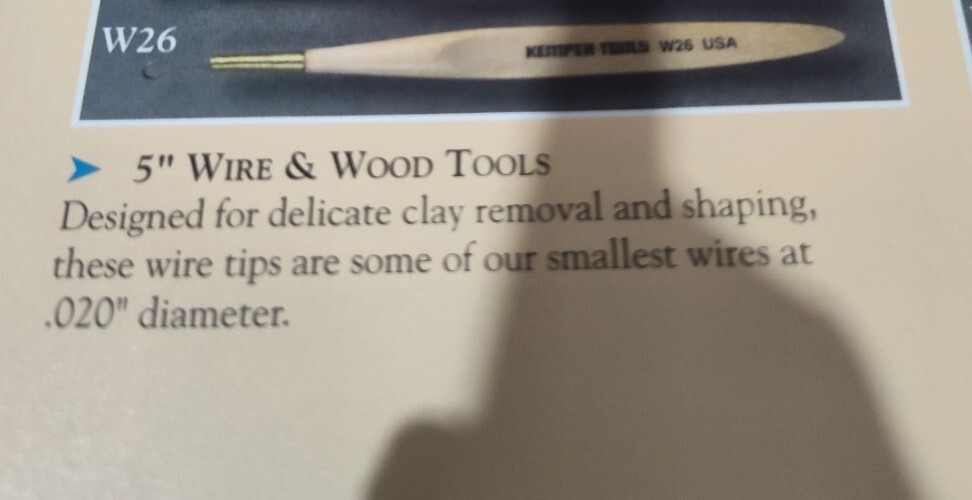 W26
KEMPER TOOLS W26 USA
5" WIRE & WOOD TOOLS
Designed for delicate clay removal and shaping,
these wire tips are some of our smallest wires at
.020" diameter.